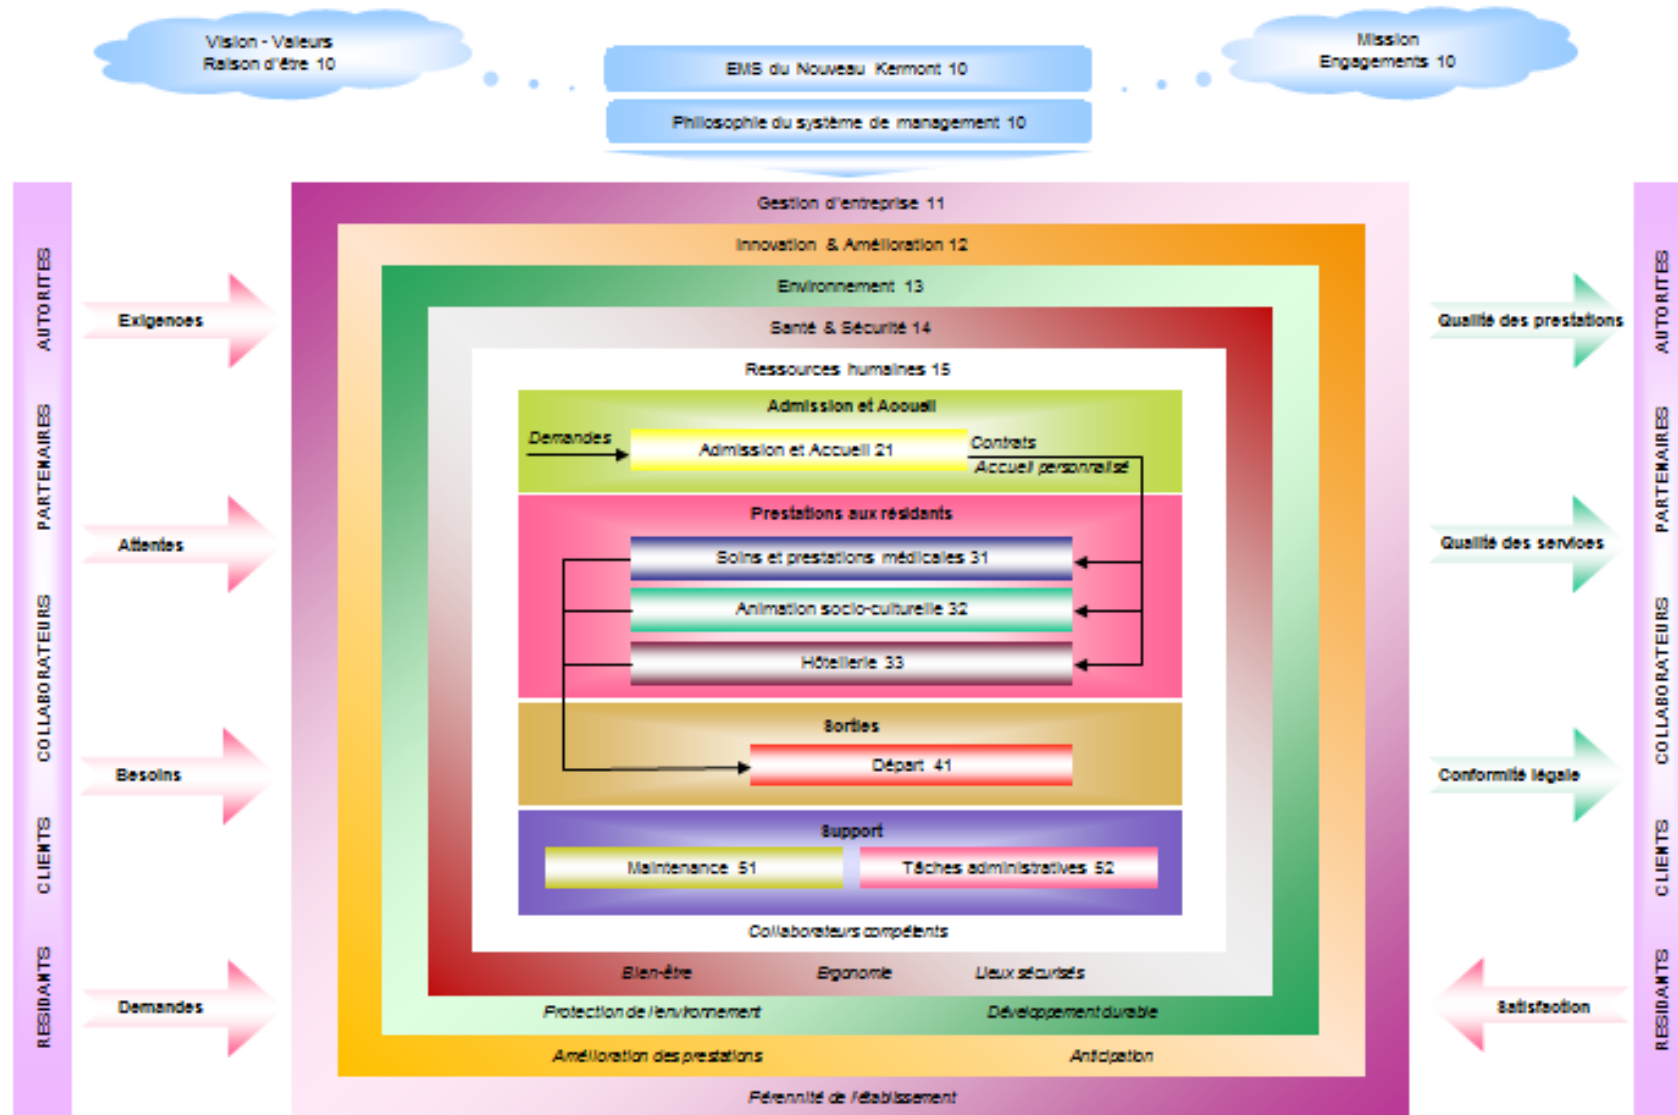 Vision - Valeurs
Raison d'être 10
EMS du Nouveau Kermont 10
Philosophie du système de management 10
Mission
Engagements 10
AUTORITES
PARTENAIRES
COLLABORATEURS
CLIENTS
RESIDANTS
Exigences
Attentes
Besoins
Demandes
Gestion d'entreprise 11
Innovation & Amélioration 12
Environnement 13
Santé & Sécurité 14
Ressources humaines 15
Admission et Accueil
Demandes
Admission et Accueil 21
Contrats
Accueil personnalisé
Prestations aux résidants
Soins et prestations médicales 31
Animation socio-culturelle 32
Hôtellerie 33
Sorties
Départ 41
Support
Maintenance 51
Tâches administratives 52
Collaborateurs compétents
Bien-être
Ergonomie
Lieux sécurisés
Protection de l'environnement
Développement durable
Amélioration des prestations
Anticipation
Pérennité de l'établissement
Qualité des prestations
Qualité des services
Conformité légale
Satisfaction
AUTORITES
PARTENAIRES
COLLABORATEURS
CLIENTS
RESIDANTS